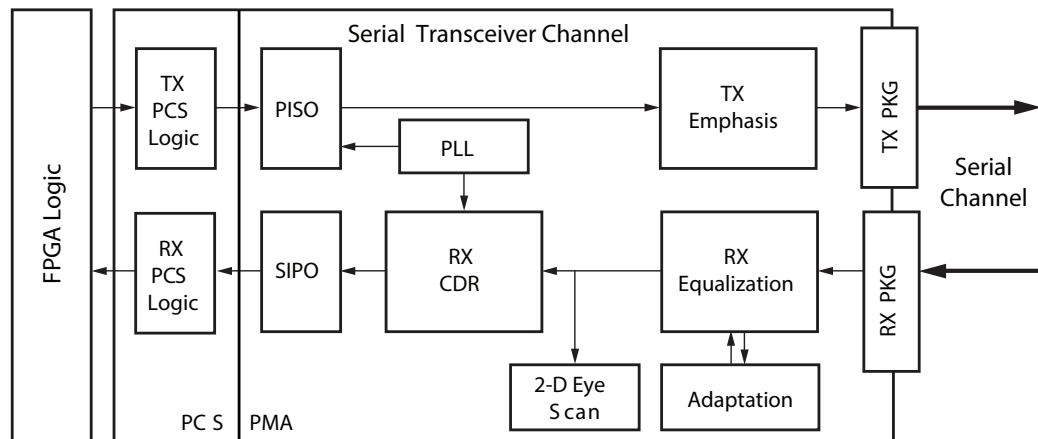 Serial Transceiver Channel
FPGA Logic
TX
PCS
Logic
PISO
TX
Emphasis
TX PKG
PLL
Serial
Channel
RX
PCS
Logic
SIPO
RX
CDR
RX
Equalization
RX PKG
2-D Eye
S can
Adaptation
PC S
PMA